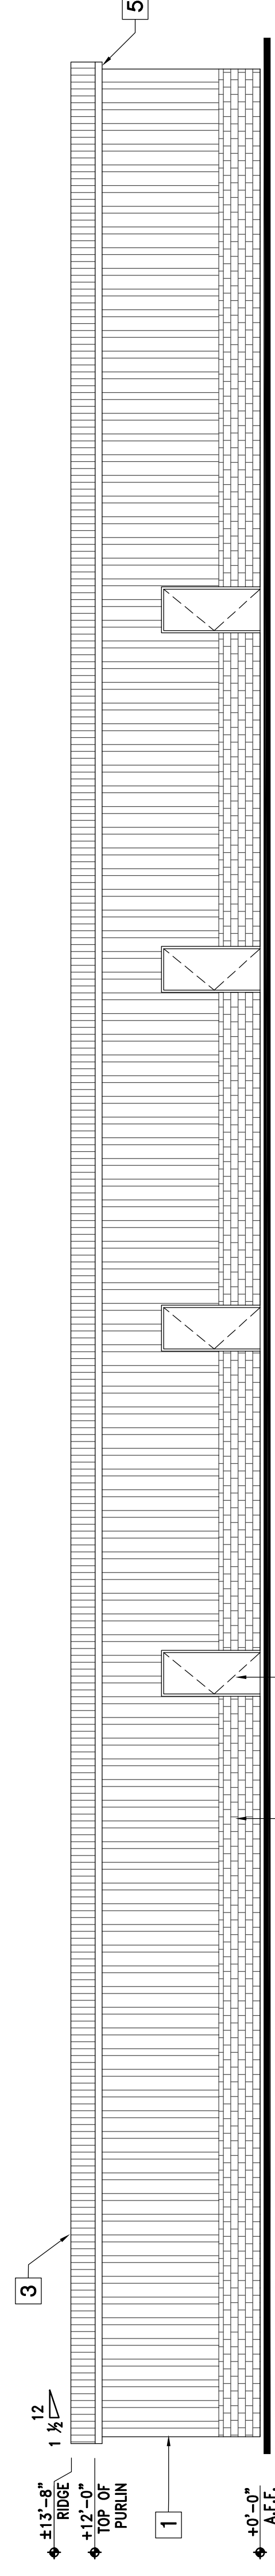 ±13'-8"
RIDGE
+12'-0"
TOP OF
PURLIN
+0'-0"
A.F.F.
12
1 ½
3
1
5